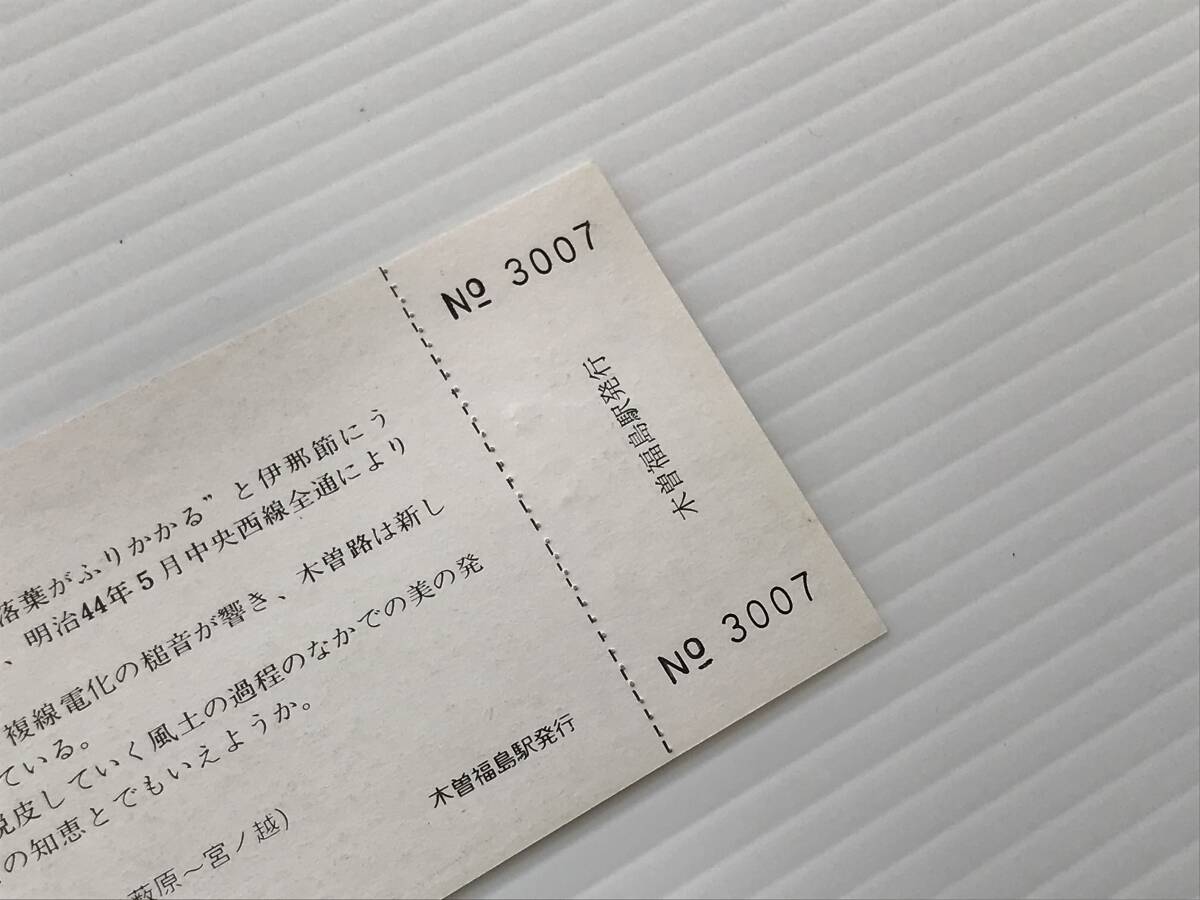 落葉がふりかかる”と伊那節にう
、明治44年5月中央西線全通により
複線電化の槌音が響き、木曽路は新し
ている。
脱皮していく風土の過程のなかでの美の発
の知恵とでもいえようか。
藪原～宮ノ越)
木曽福島駅発行
No 3007
木曽福島駅発行
No 3007